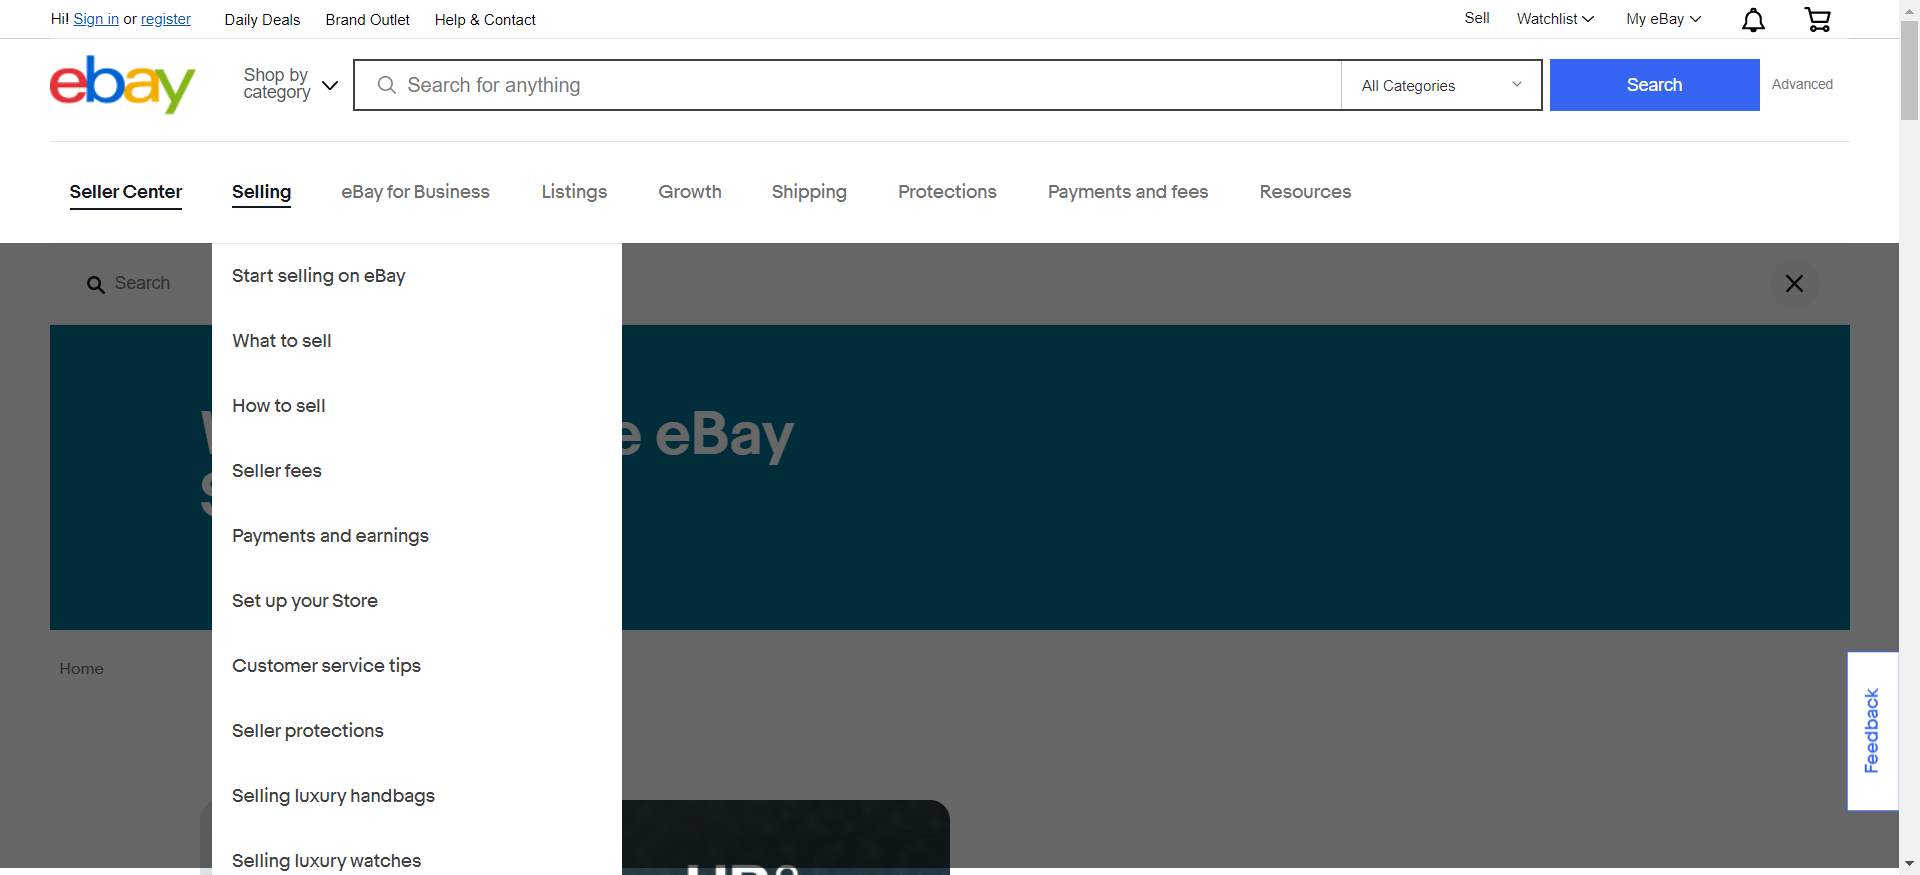 Hi! Sign in or register Daily Deals Brand Outlet Help & Contact Sell Watchlist My eBay
ebay Shop by category Search for anything All Categories Search Advanced
Seller Center Selling eBay for Business Listings Growth Shipping Protections Payments and fees Resources
Search
Start selling on eBay
What to sell
How to sell
eBay
Seller fees
Payments and earnings
Set up your Store
Customer service tips
Home
Seller protections
Feedback
Selling luxury handbags
Selling luxury watches